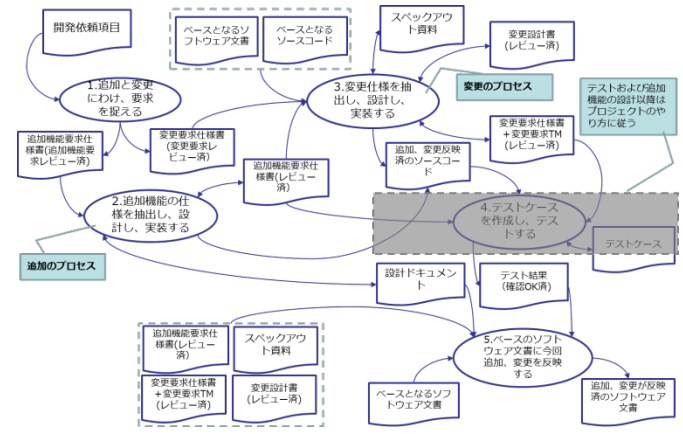 開発依頼項目
ベースとなるソ
フトウェア文書
ベースとなる
ソースコード
スペックアウ
ト資料
変更設計書
(レビュー済)
1.追加と変更
にわけ、要求
を捉える
3.変更仕様を抽
出し、設計し、
実装する
変更のプロセス
テストおよび追加
機能の設計以降は
プロジェクトのや
り方に従う
追加機能要求仕
様書(追加機能要
求レビュー済)
変更要求仕様書
(変更要求レ
ビュー済)
追加機能要求仕
様書(レビュー
済)
追加、変更反映
済のソースコー
ド
変更要求仕様書
+変更要求TM
(レビュー済)
2.追加機能の仕
様を抽出し、設
計し、実装する
4.テストケース
を作成し、テス
トする
テストケース
追加のプロセス
設計ドキュメ
ント
テスト結果
(確認OK済)
追加機能要求仕
様書(レビュー
済)
スペックアウ
ト資料
変更要求仕様書
+変更要求TM
(レビュー済)
変更設計書
(レビュー済)
5.ベースのソフト
ウェア文書に今回
追加、変更を反映
する
ベースとなるソフ
トウェア文書
追加、変更が反映
済のソフトウェア
文書